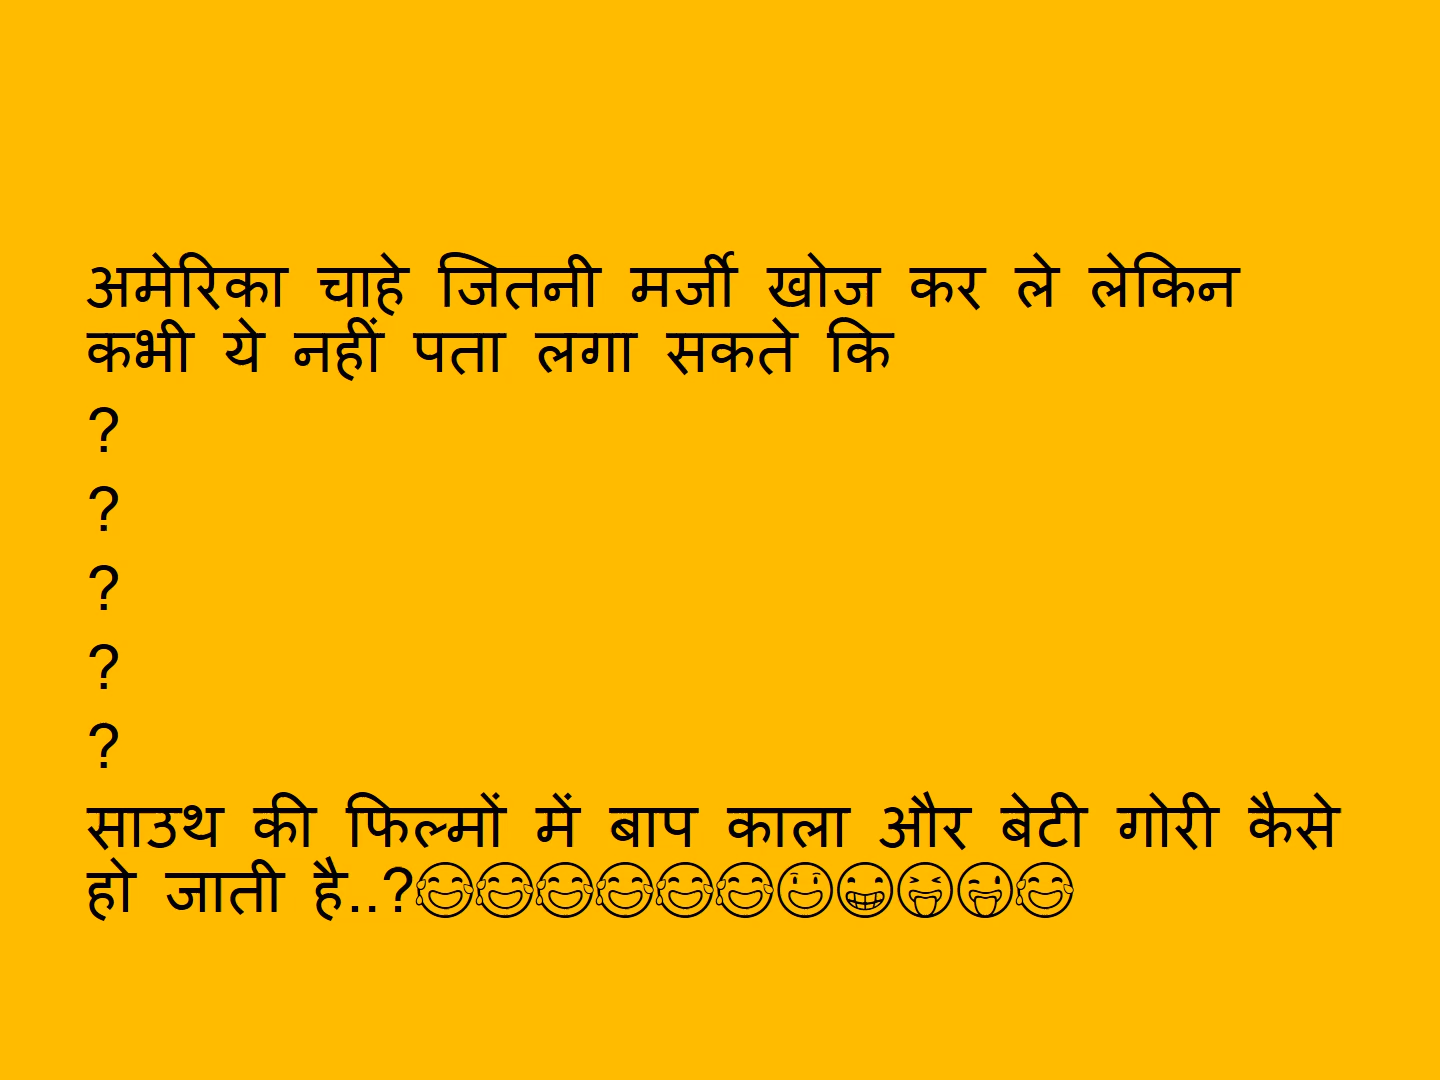 अमेरिका चाहे जितनी मर्जी खोज कर ले लेकिन
कभी ये नहीं पता लगा सकते कि
?
?
?
?
?
साउथ की फिल्मों में बाप काला और बेटी गोरी कैसे
हो जाती है..?😂😂😂😂😂😂😀😁😝😜😂